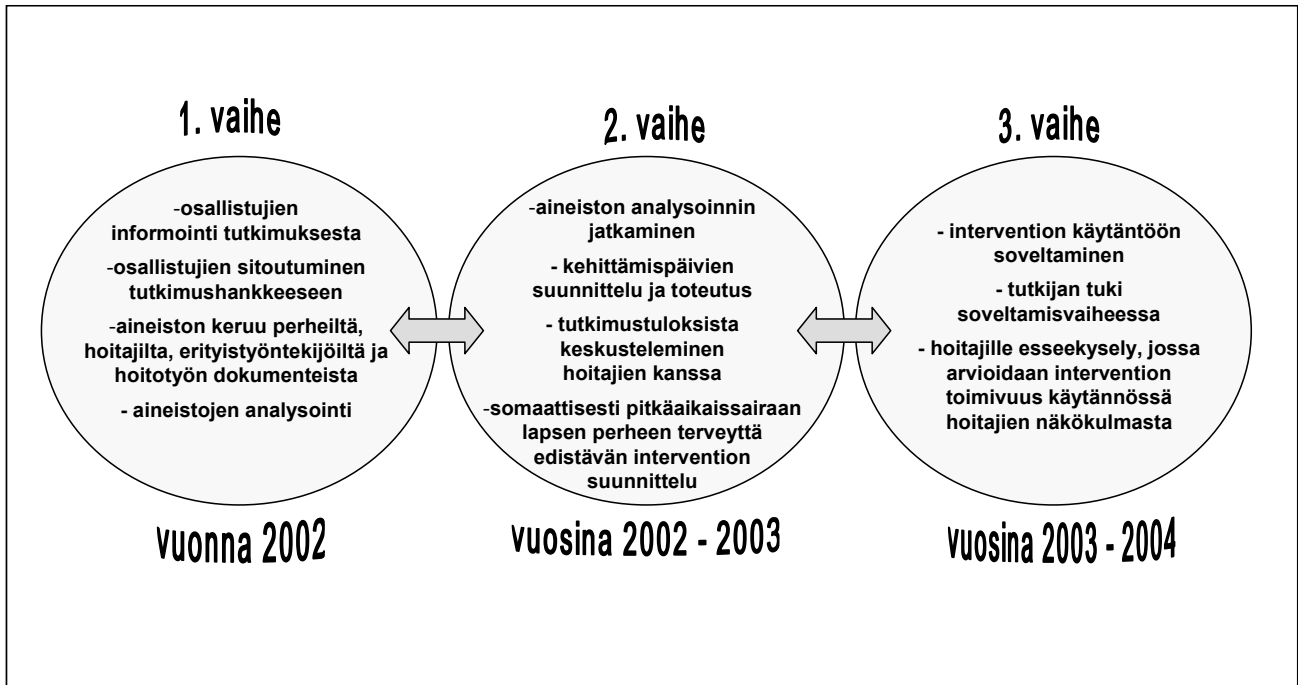 1. vaihe
-osallistujien
informointi tutkimuksesta
-osallistujien sitoutuminen
tutkimushankkeeseen
-aineiston keruu perheiltä,
hoitajilta, erityistyöntekijöiltä ja
hoitotyön dokumenteista
- aineistojen analysointi
vuonna 2002
2. vaihe
-aineiston analysoinnin
jatkaminen
- kehittämispäivien
suunnittelu ja toteutus
- tutkimustuloksista
keskusteleminen
hoitajien kanssa
-somaattisesti pitkäaikaissairaan
lapsen perheen terveyttä
edistävän intervention
suunnittelu
vuosina 2002 - 2003
3. vaihe
- intervention käytäntöön
soveltaminen
- tutkijan tuki
soveltamisvaiheessa
- hoitajille esseekysely, jossa
arvioidaan intervention
toimivuus käytännössä
hoitajien näkökulmasta
vuosina 2003 - 2004